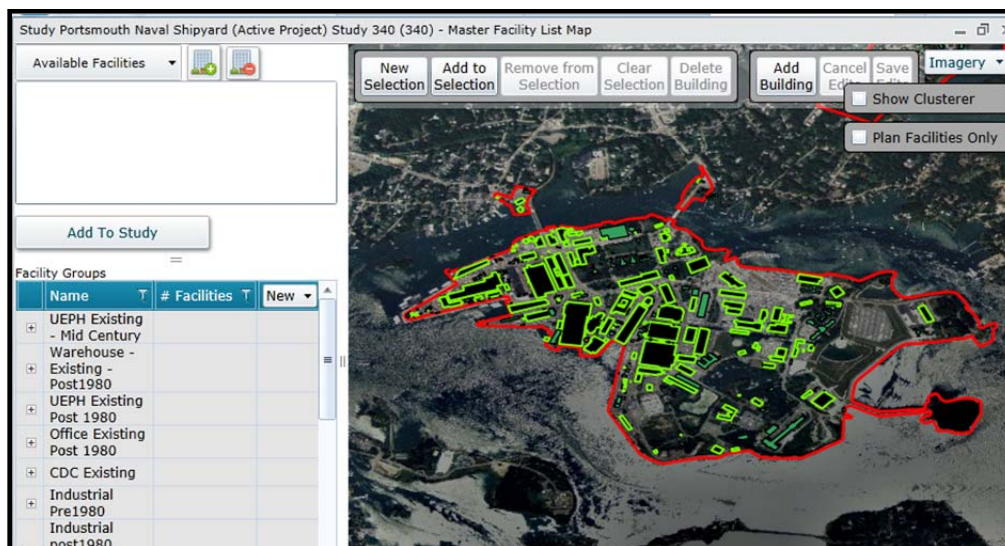 Study Portsmouth Naval Shipyard (Active Project) Study 340 (340) - Master Facility List Map
Available Facilities
New Selection
Add to Selection
Remove from Selection
Clear Selection
Delete Building
Add Building
Cancel
Save
Imagery
Show Clusterer
Plan Facilities Only
Add To Study
Facility Groups
Name
# Facilities
New
UEPH Existing
- Mid Century
Warehouse -
Existing -
Post1980
UEPH Existing
Post 1980
Office Existing
Post 1980
CDC Existing
Industrial
Pre1980
Industrial
post1980